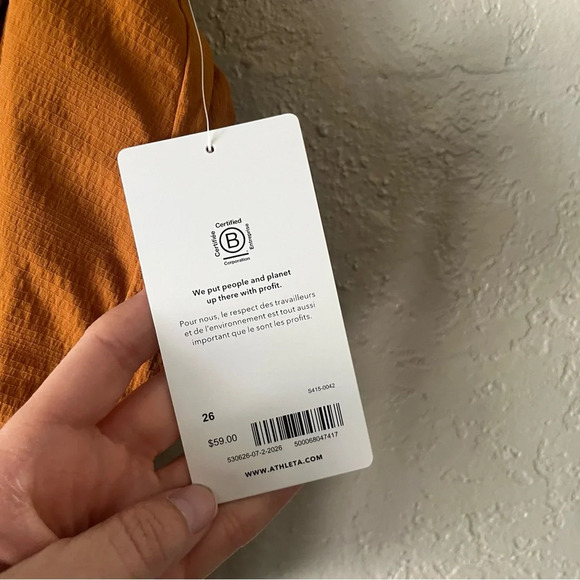 Certified
Certifiée
Entreprise
B
Corporation
We put people and planet
up there with profit.
Pour nous, le respect des travailleurs
et de l'environnement est tout aussi
important que le sont les profits.
5415-0042
26
$59.00
530626-07-2-2026 500068047417
WWW.ATHLETA.COM